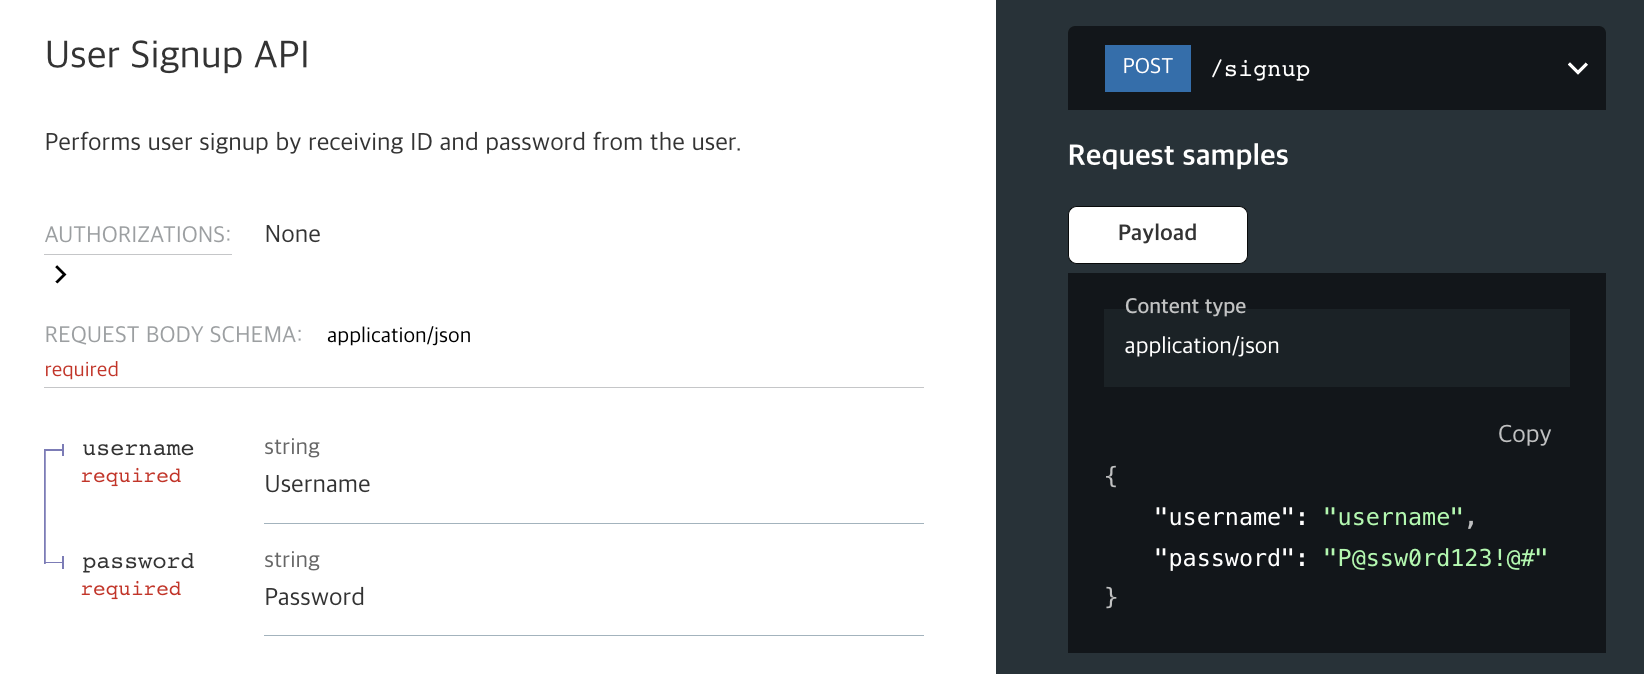 User Signup API
Performs user signup by receiving ID and password from the user.
AUTHORIZATIONS: None
REQUEST BODY SCHEMA: application/json
required
username string
required
Username
password string
required
Password
POST /signup
Request samples
Payload
Content type
application/json
Copy
{
"username": "username",
"password": "P@ssw0rd123!@#"
}